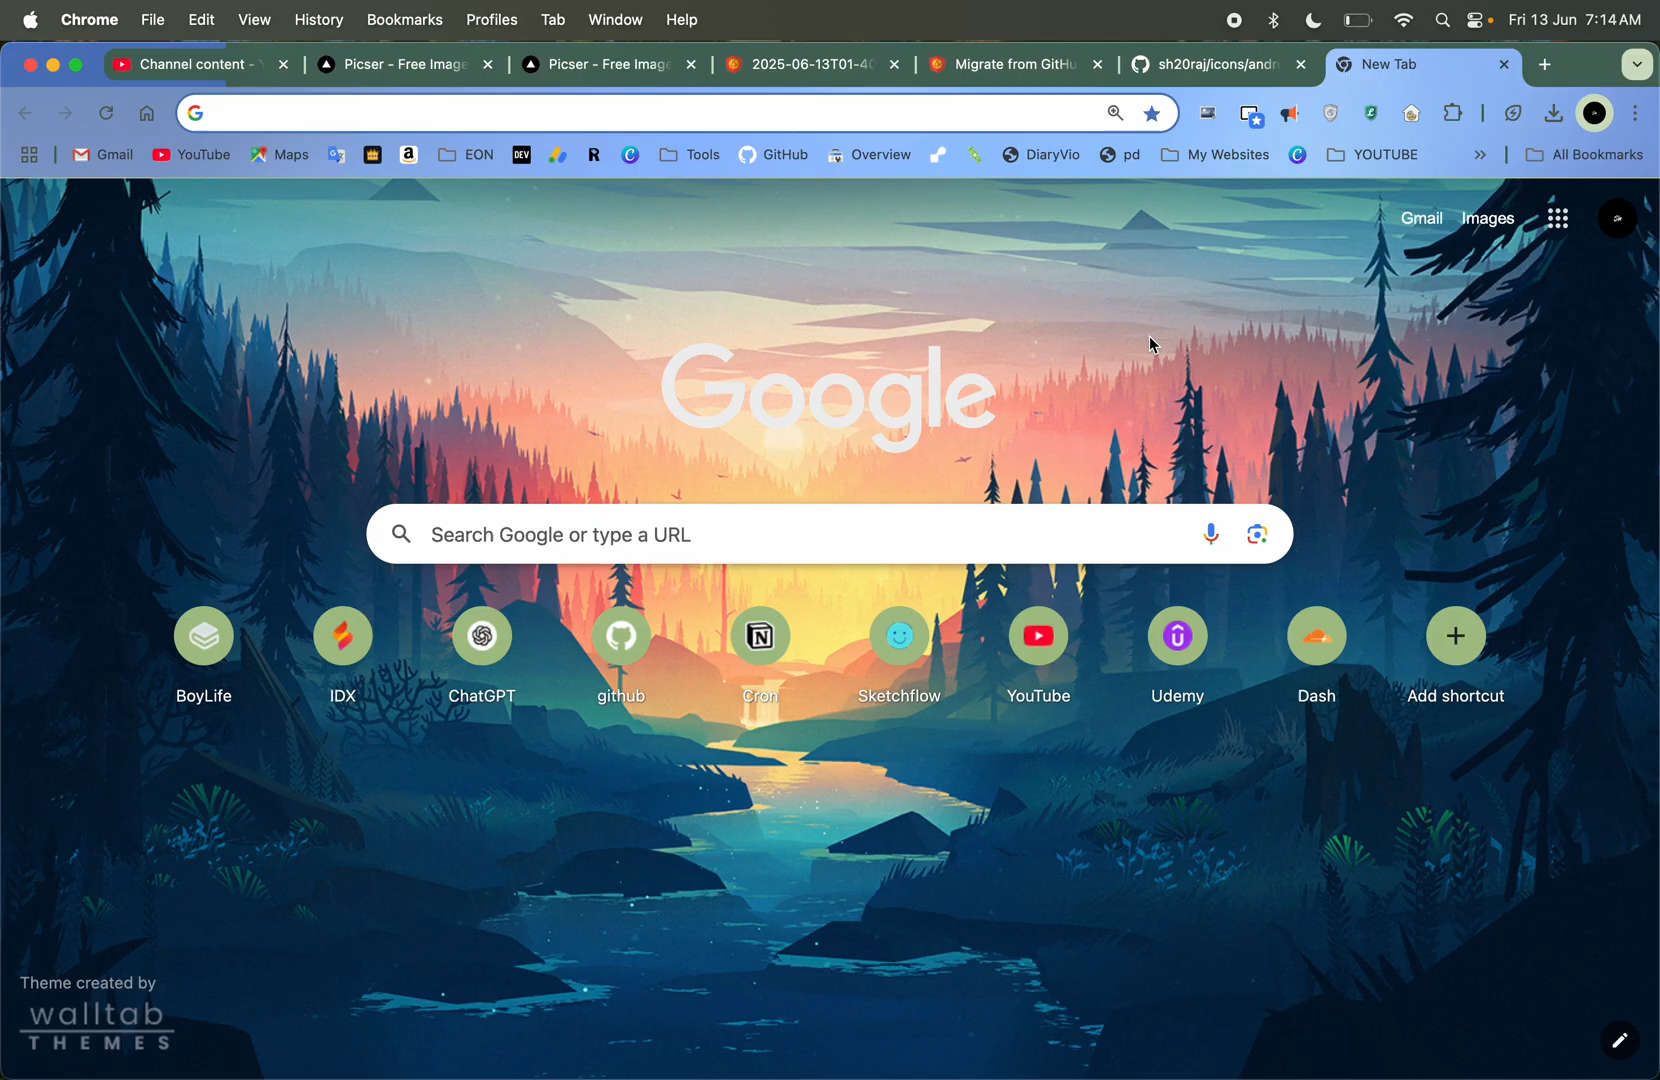 Chrome File Edit View History Bookmarks Profiles Tab Window Help Fri 13 Jun 7:14 AM
Channel content - Picser - Free Image Picser - Free Image 2025-06-13T01-40 Migrate from GitHu sh20raj/icons/andr New Tab
Gmail YouTube Maps a EON DEV R C Tools GitHub Overview DiaryVio pd My Websites C YOUTUBE » All Bookmarks
Gmail Images
Google
Search Google or type a URL
BoyLife IDX ChatGPT github Cron Sketchflow YouTube Udemy Dash Add shortcut
Theme created by
walltab
THEMES